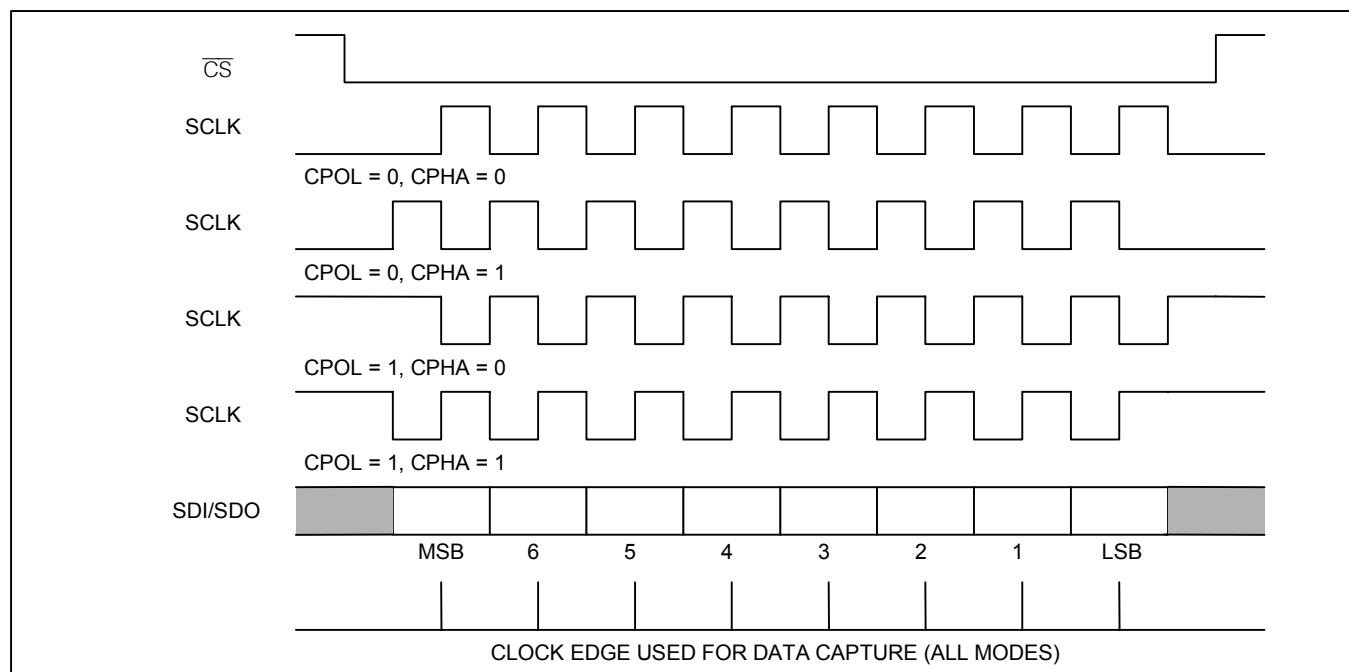 CS
SCLK
CPOL = 0, CPHA = 0
SCLK
CPOL = 0, CPHA = 1
SCLK
CPOL = 1, CPHA = 0
SCLK
CPOL = 1, CPHA = 1
SDI/SDO
MSB 6 5 4 3 2 1 LSB
CLOCK EDGE USED FOR DATA CAPTURE (ALL MODES)